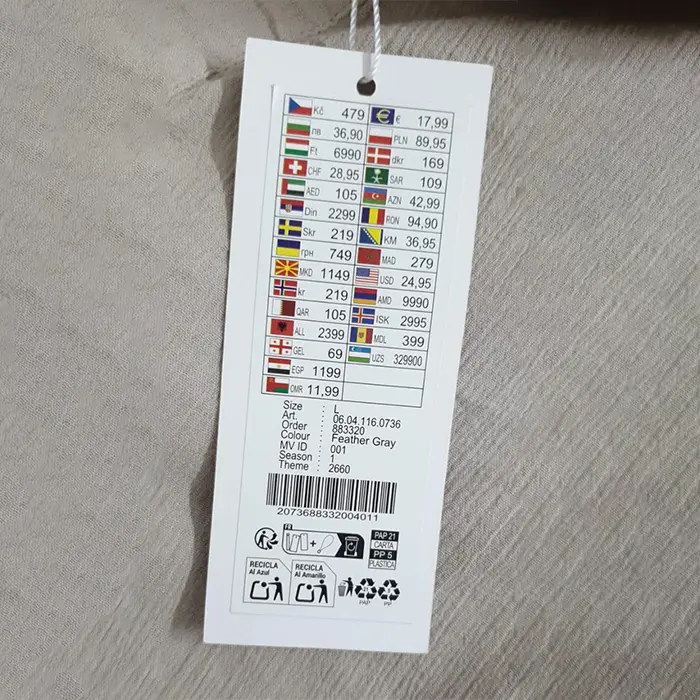 Kč 479 € 17,99
лв 36,90 PLN 89,95
Ft 6990 dkr 169
CHF 28,95 SAR 109
AED 105 AZN 42,99
Din 2299 RON 94,90
Skr 219 KM 36,95
грн 749 MAD 279
MKD 1149 USD 24,95
kr 219 AMD 9990
QAR 105 ISK 2995
ALL 2399 MDL 399
GEL 69 UZS 329900
EGP 1199
OMR 11,99
Size : L
Art. : 06.04.116.0736
Order : 883320
Colour : Feather Gray
MV ID : 001
Season : 1
Theme : 2660
2073688332004011
FR
+
PAP 21
CARTA
PP 5
PLASTICA
RECICLA
Al Azul
RECICLA
Al Amarillo
21
PAP
5
PP